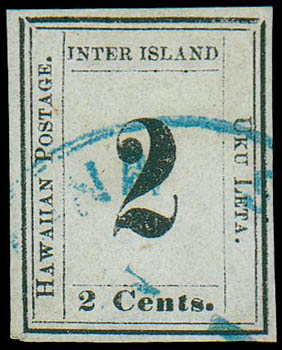 INTER ISLAND
HAWAIIAN POSTAGE.
2
UKU LETA.
2 Cents.